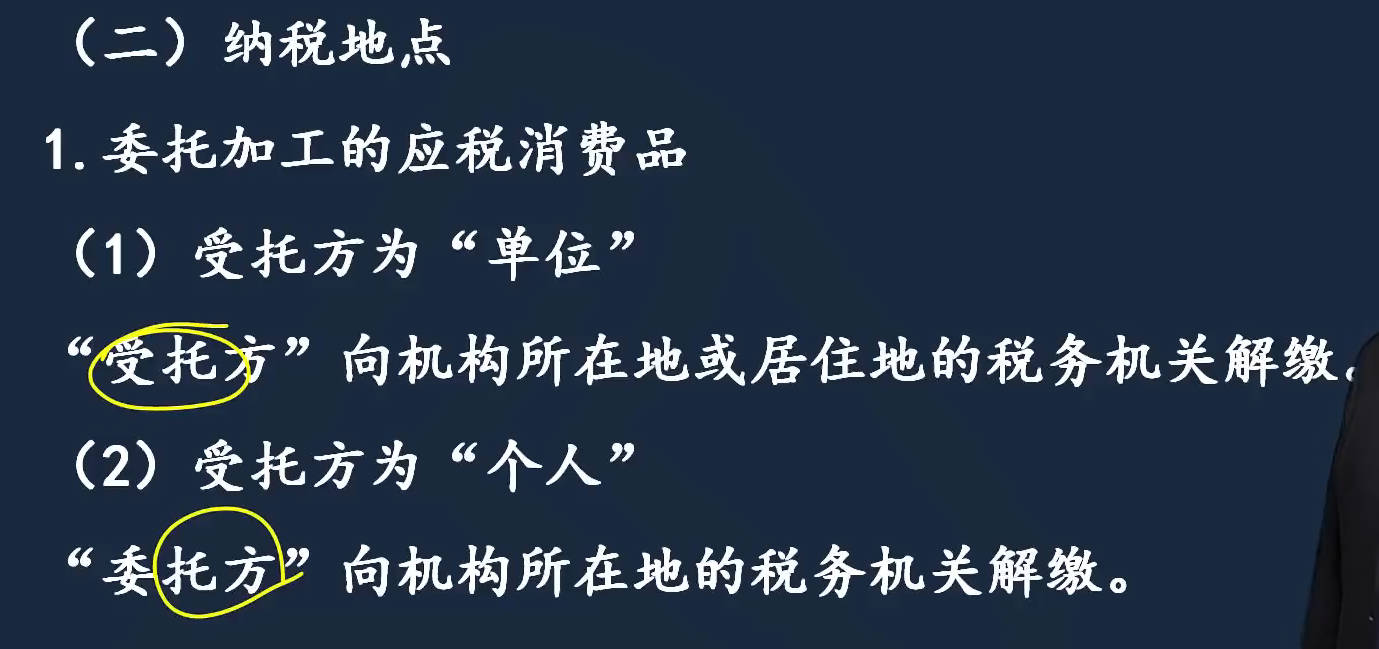 （二）纳税地点
1.委托加工的应税消费品
（1）受托方为“单位”
“受托方”向机构所在地或居住地的税务机关解缴。
（2）受托方为“个人”
“委托方”向机构所在地的税务机关解缴。